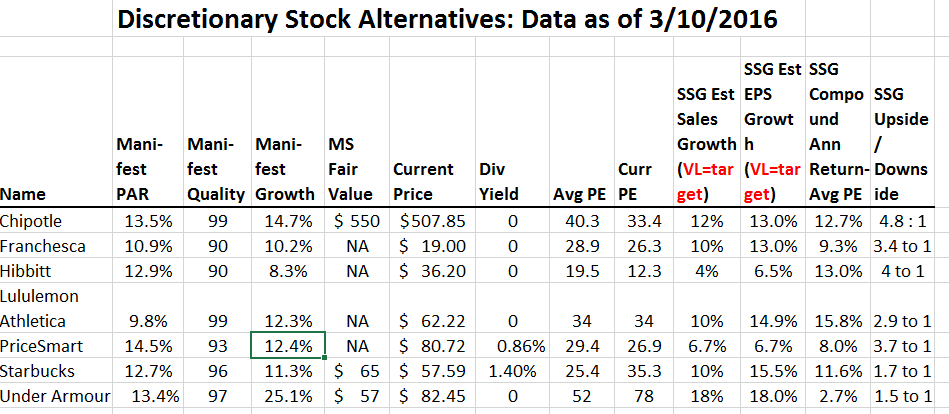 Discretionary Stock Alternatives: Data as of 3/10/2016
SSG Est SSG
SSG Est EPS Compo SSG
Sales Growt und Upside
Mani- Mani- Mani- MS Growth h Ann /
fest fest fest Fair Current Div Curr (VL=tar (VL=tar Return- Downs
Name PAR Quality Growth Value Price Yield Avg PE PE get) get) Avg PE ide
Chipotle 13.5% 99 14.7% $ 550 $507.85 0 40.3 33.4 12% 13.0% 12.7% 4.8 : 1
Franchesca 10.9% 90 10.2% NA $ 19.00 0 28.9 26.3 10% 13.0% 9.3% 3.4 to 1
Hibbitt 12.9% 90 8.3% NA $ 36.20 0 19.5 12.3 4% 6.5% 13.0% 4 to 1
Lululemon
Athletica 9.8% 99 12.3% NA $ 62.22 0 34 34 10% 14.9% 15.8% 2.9 to 1
PriceSmart 14.5% 93 12.4% NA $ 80.72 0.86% 29.4 26.9 6.7% 6.7% 8.0% 3.7 to 1
Starbucks 12.7% 96 11.3% $ 65 $ 57.59 1.40% 25.4 35.3 10% 15.5% 11.6% 1.7 to 1
Under Armour 13.4% 97 25.1% $ 57 $ 82.45 0 52 78 18% 18.0% 2.7% 1.5 to 1